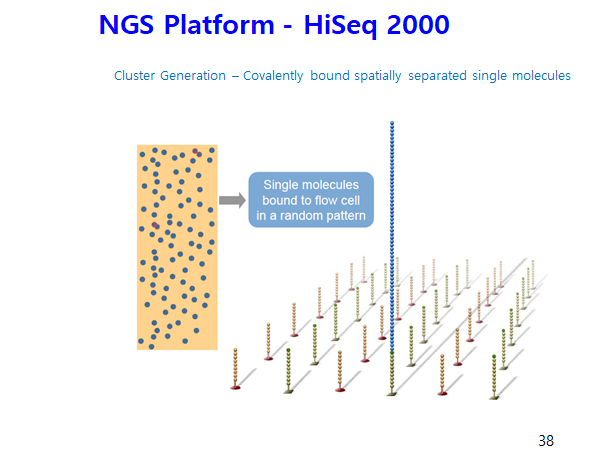 NGS Platform - HiSeq 2000
Cluster Generation – Covalently bound spatially separated single molecules
Single molecules
bound to flow cell
in a random pattern
38